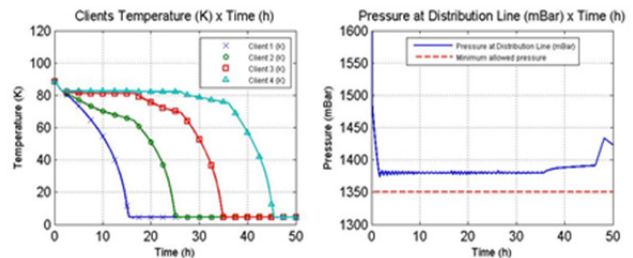 Clients Temperature (K) x Time (h)
Temperature (K)
120
100
80
60
40
20
0
0 10 20 30 40 50
Time (h)
Client 1 (K)
Client 2 (K)
Client 3 (K)
Client 4 (K)
Pressure at Distribution Line (mBar) x Time (h)
Pressure (mBar)
1600
1550
1500
1450
1400
1350
1300
0 10 20 30 40 50
Time (h)
Pressure at Distribution Line (mBar)
Minimum allowed pressure